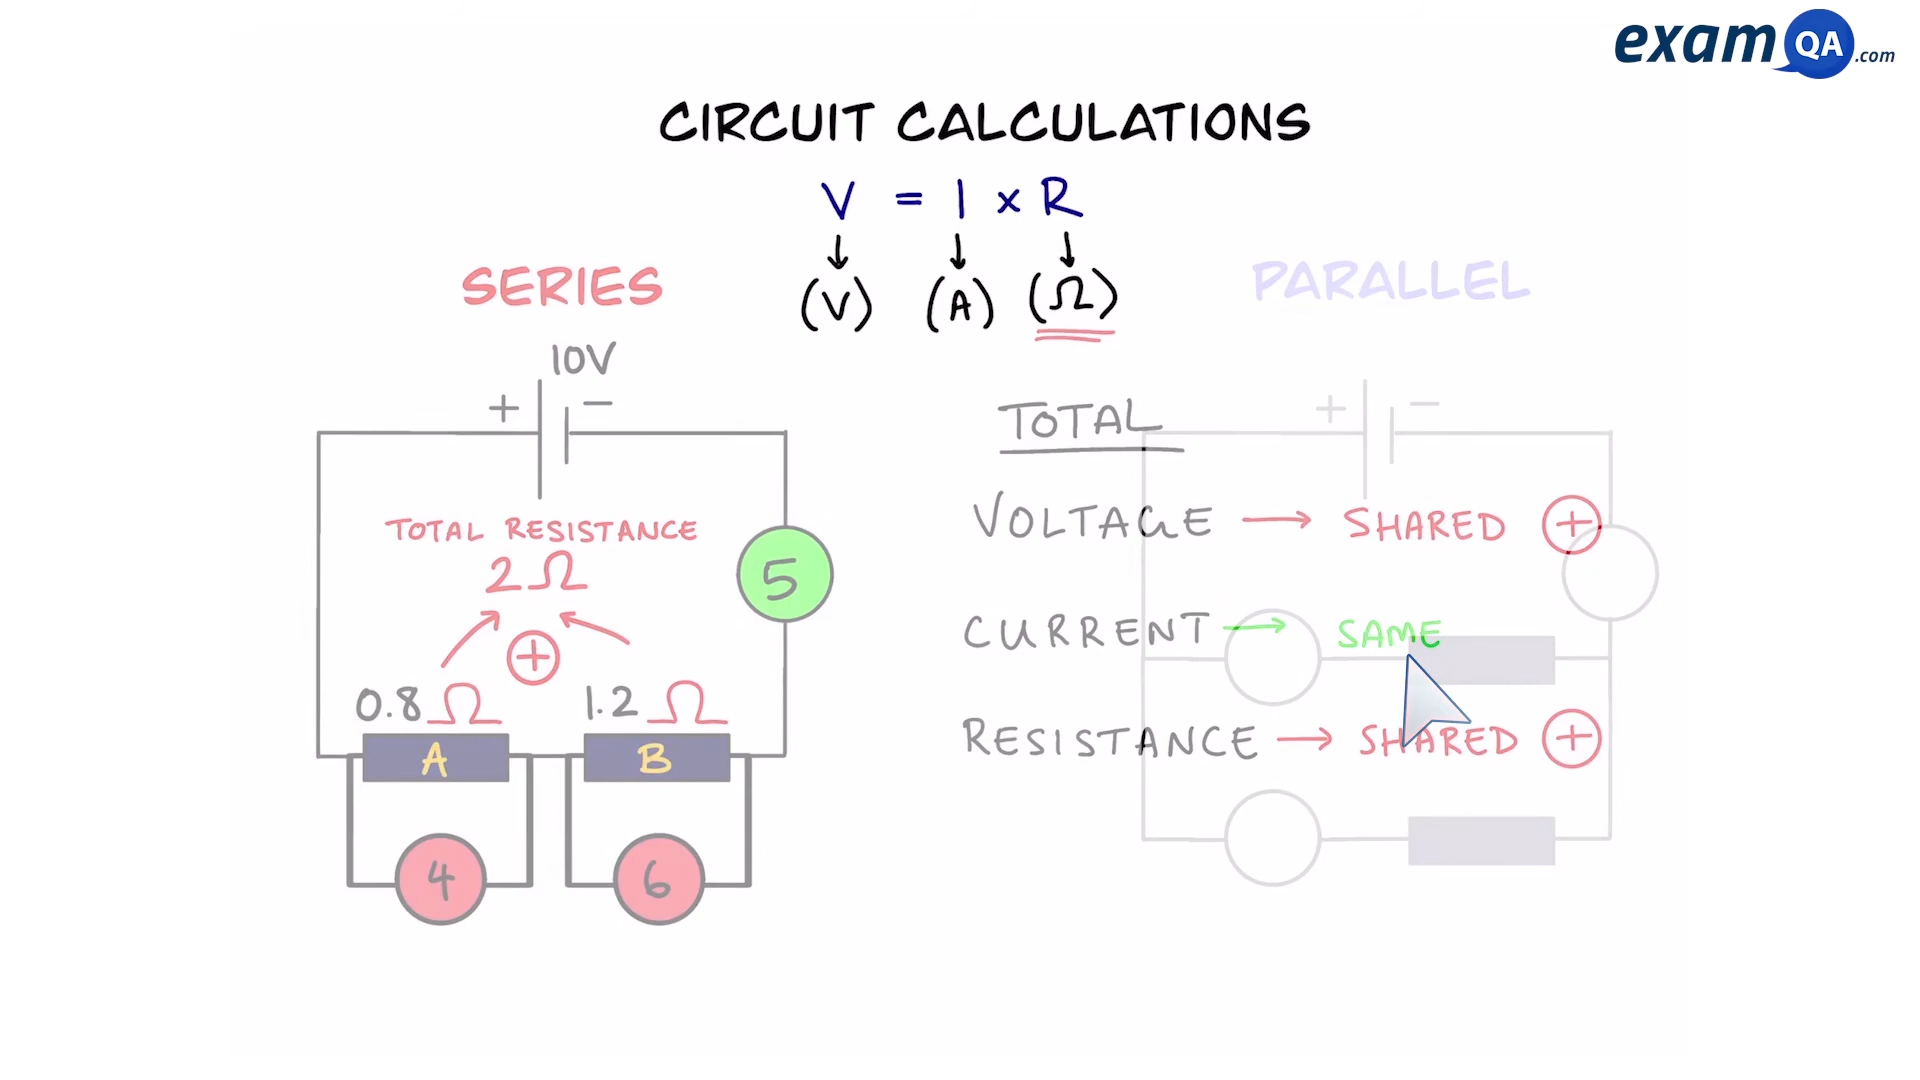 examQA.com
CIRCUIT CALCULATIONS
V = I x R
(V) (A) (Ω)
SERIES
10V
+ −
TOTAL RESISTANCE
2Ω
+
0.8Ω 1.2Ω
A B
5
4 6
PARALLEL
+ −
TOTAL
VOLTAGE → SHARED +
CURRENT → SAME
RESISTANCE → SHARED +